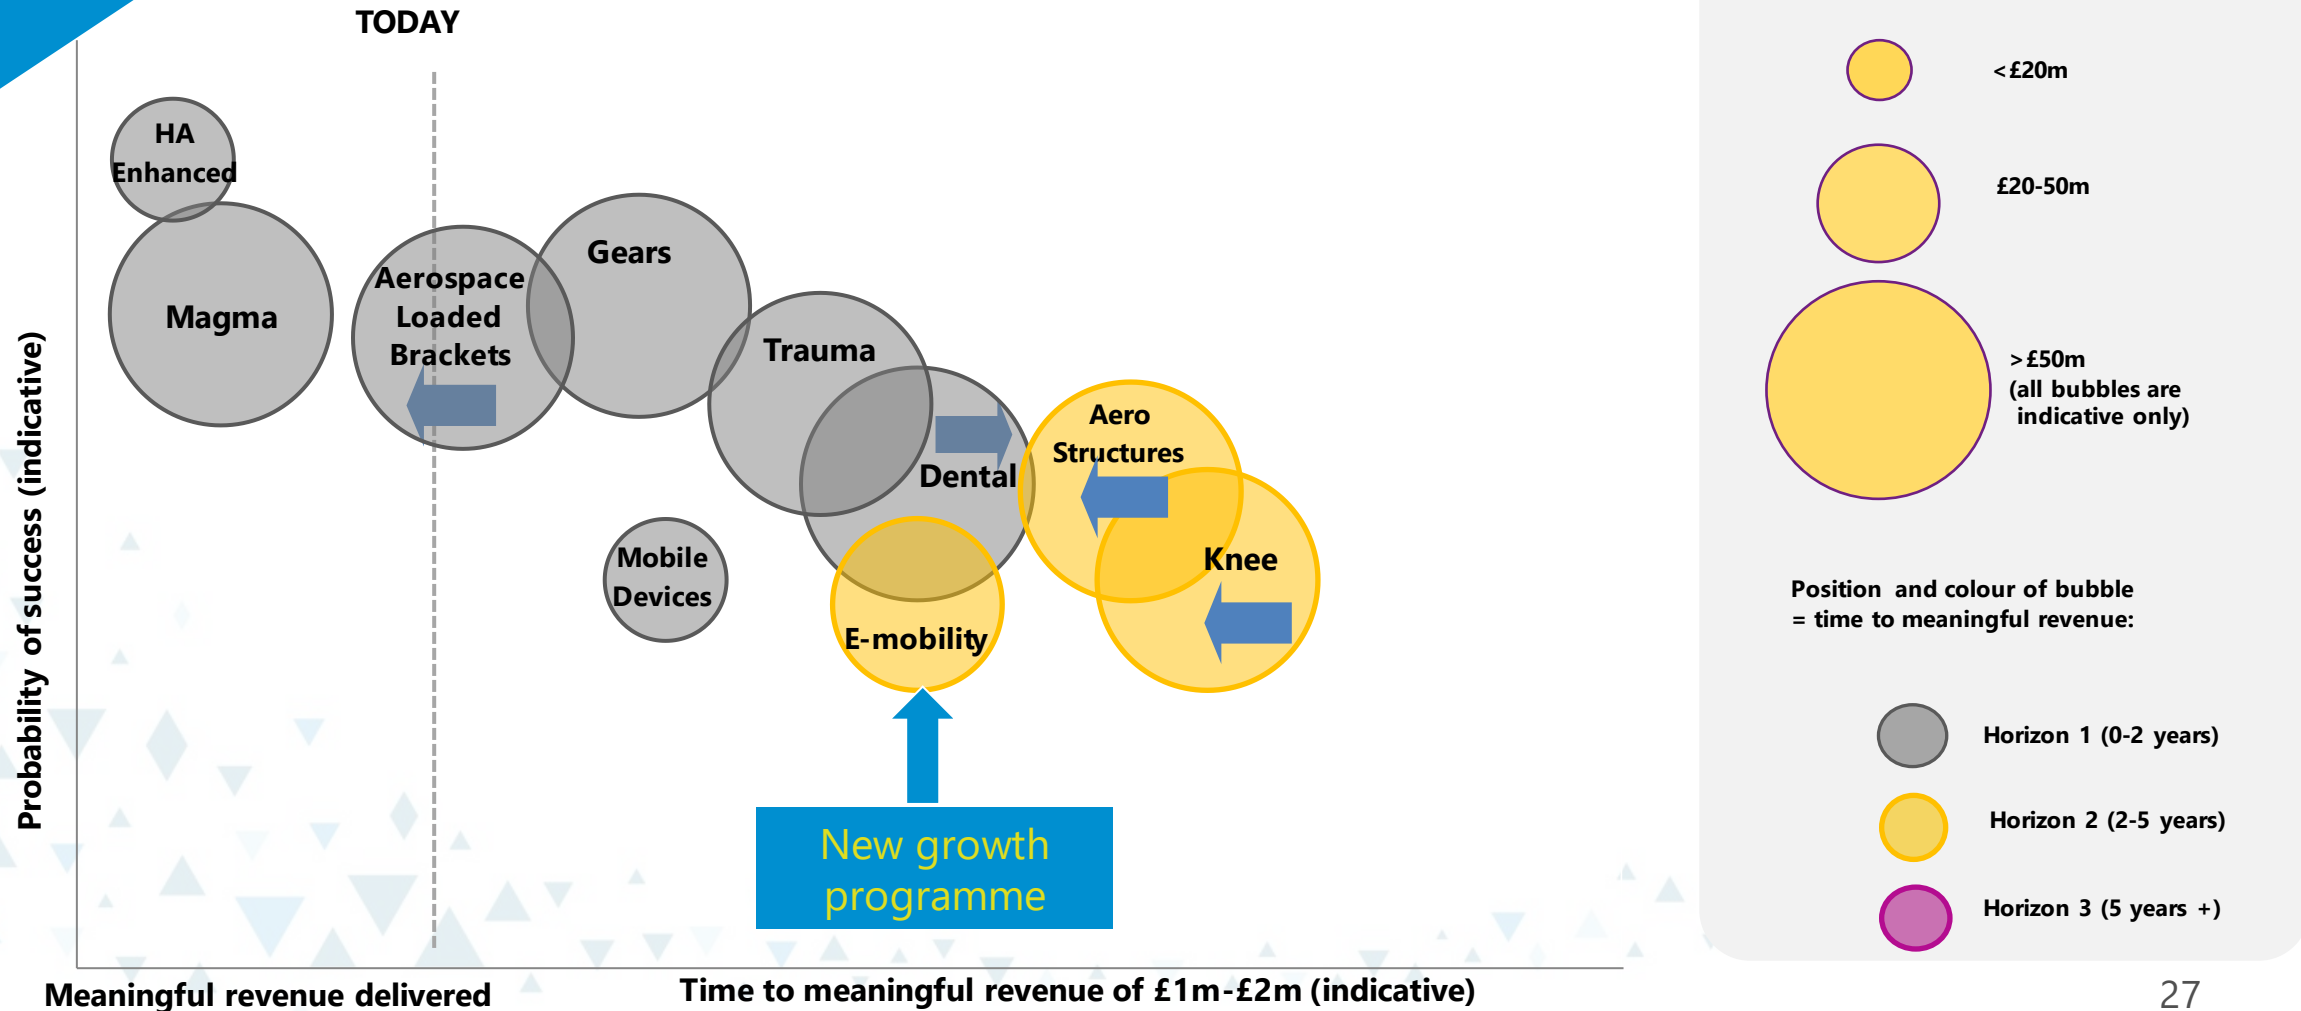 TODAY
HA
Enhanced
Magma
Aerospace
Loaded
Brackets
Gears
Trauma
Dental
Aero
Structures
Knee
Mobile
Devices
E-mobility
New growth
programme
Probability of success (indicative)
Meaningful revenue delivered
Time to meaningful revenue of £1m-£2m (indicative)
<£20m
£20-50m
>£50m
(all bubbles are
indicative only)
Position and colour of bubble
= time to meaningful revenue:
Horizon 1 (0-2 years)
Horizon 2 (2-5 years)
Horizon 3 (5 years +)
27